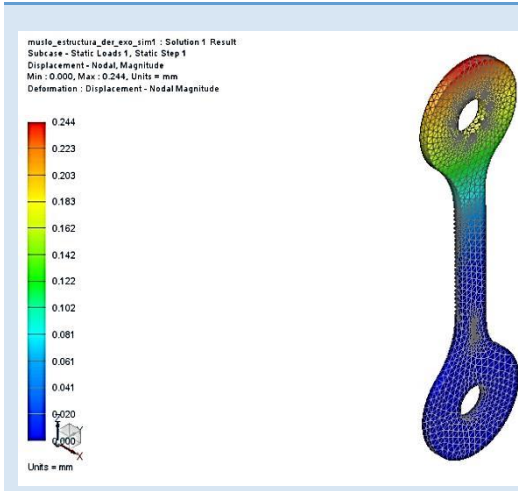 muslo_estructura_der_exo_sim1 : Solution 1 Result
Subcase - Static Loads 1, Static Step 1
Displacement - Nodal, Magnitude
Min : 0.000, Max : 0.244, Units = mm
Deformation : Displacement - Nodal Magnitude
0.244
0.223
0.203
0.183
0.162
0.142
0.122
0.102
0.081
0.061
0.041
0.020
0.000
Z
Y
X
Units = mm